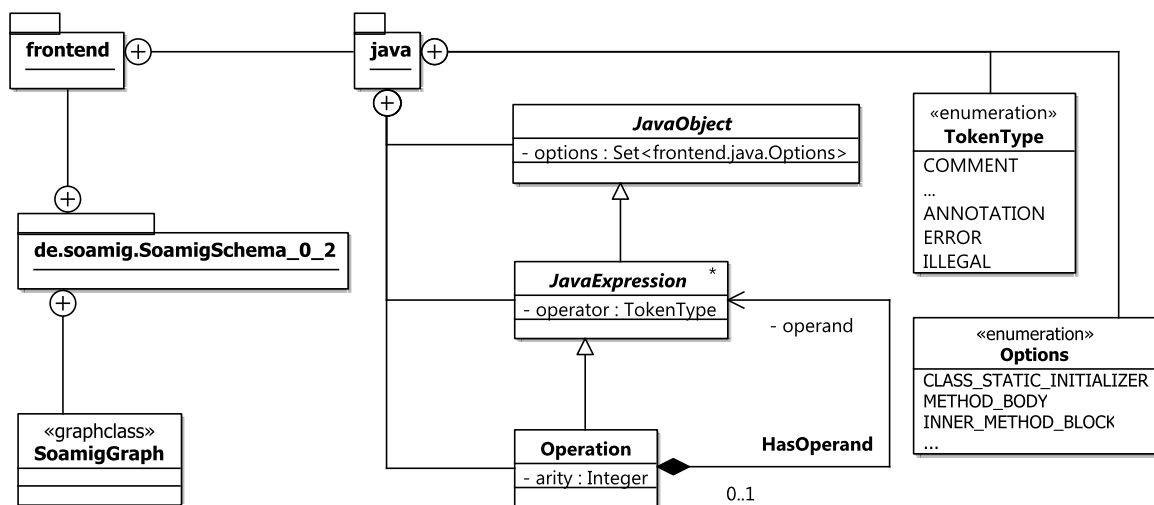 frontend
java
JavaObject
- options : Set<frontend.java.Options>
«enumeration»
TokenType
COMMENT
...
ANNOTATION
ERROR
ILLEGAL
de.soamig.SoamigSchema_0_2
JavaExpression
*
- operator : TokenType
- operand
«enumeration»
Options
CLASS_STATIC_INITIALIZER
METHOD_BODY
INNER_METHOD_BLOCK
...
«graphclass»
SoamigGraph
Operation
- arity : Integer
HasOperand
0..1